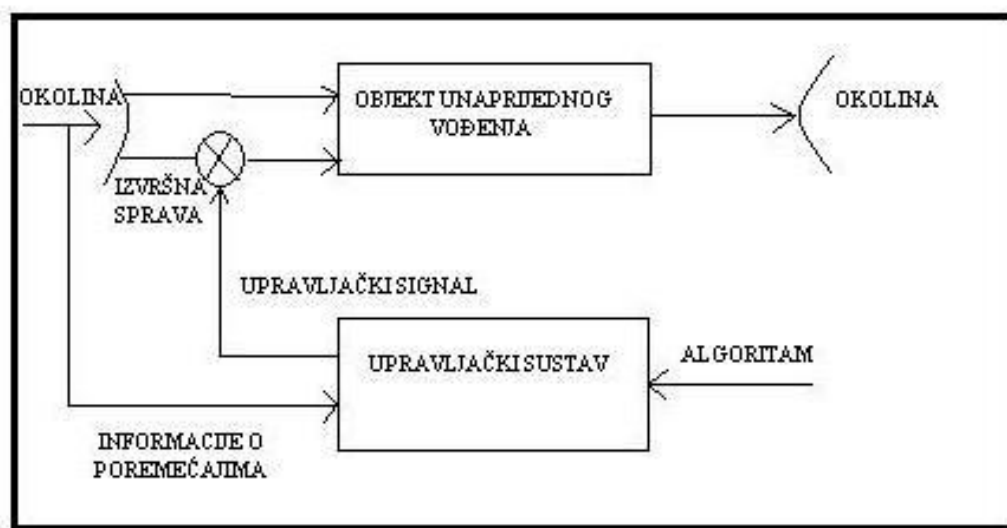 OKOLINA
OBJEKT UNAPRIJEDNOG
VOĐENJA
OKOLINA
IZVRŠNA
SPRAVA
UPRAVLJAČKI SIGNAL
UPRAVLJAČKI SUSTAV
ALGORITAM
INFORMACIJE O
POREMEĆAJIMA